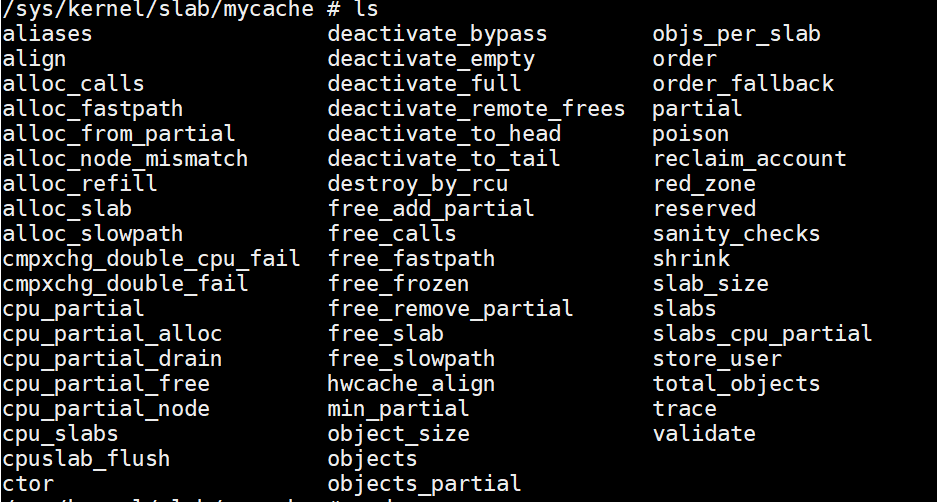 /sys/kernel/slab/mycache # ls
aliases deactivate_bypass objs_per_slab
align deactivate_empty order
alloc_calls deactivate_full order_fallback
alloc_fastpath deactivate_remote_frees partial
alloc_from_partial deactivate_to_head poison
alloc_node_mismatch deactivate_to_tail reclaim_account
alloc_refill destroy_by_rcu red_zone
alloc_slab free_add_partial reserved
alloc_slowpath free_calls sanity_checks
cmpxchg_double_cpu_fail free_fastpath shrink
cmpxchg_double_fail free_frozen slab_size
cpu_partial free_remove_partial slabs
cpu_partial_alloc free_slab slabs_cpu_partial
cpu_partial_drain free_slowpath store_user
cpu_partial_free hwcache_align total_objects
cpu_partial_node min_partial trace
cpu_slabs object_size validate
cpuslab_flush objects
ctor objects_partial